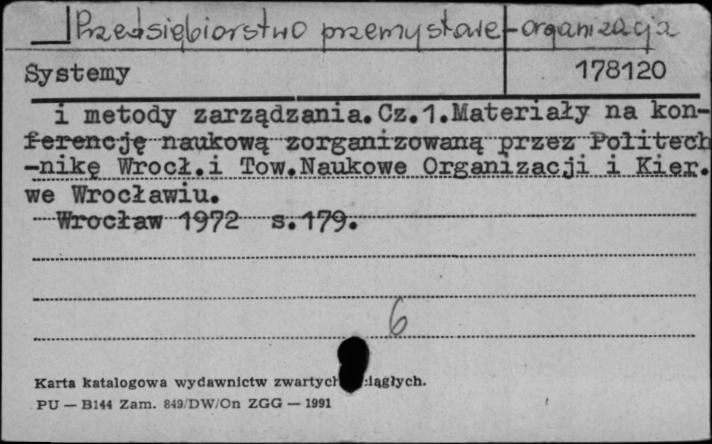 Przedsiębiorstwo przemysłowe - organizacja
Systemy 178120
i metody zarządzania.Cz.1.Materiały na kon-
ferencję naukową zorganizowaną przez Politech
-nikę Wrocł.i Tow.Naukowe Organizacji i Kier.
we Wrocławiu.
Wrocław 1972 s.179.
6
Karta katalogowa wydawnictw zwartych ciągłych.
PU — B144 Zam. 849/DW/On ZGG — 1991